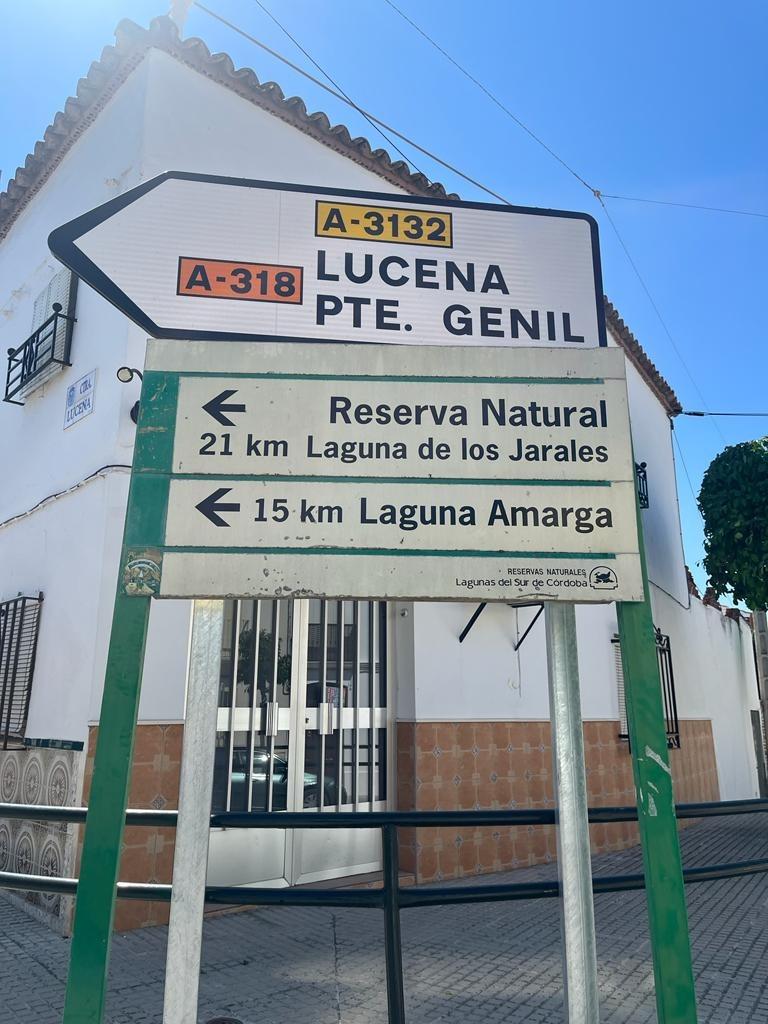 A-3132
A-318 LUCENA
PTE. GENIL
CTRA.
LUCENA
Reserva Natural
21 km Laguna de los Jarales
15 km Laguna Amarga
RESERVAS NATURALES
Lagunas del Sur de Córdoba